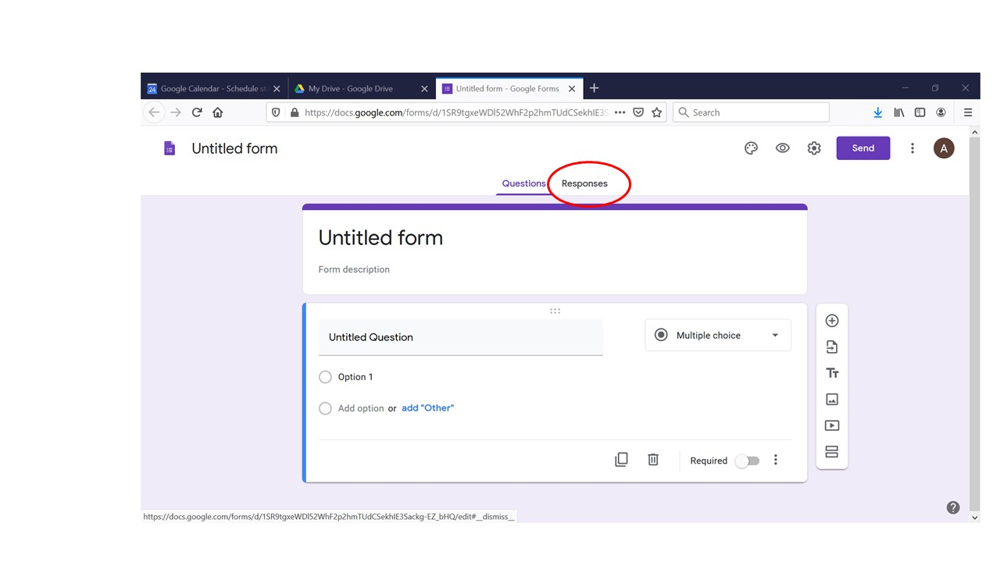 24 Google Calendar - Schedule st My Drive - Google Drive Untitled form - Google Forms
https://docs.google.com/forms/d/1SR9tgxeWDl52WhF2p2hmTUdCSekhIE3S Search
Untitled form Send A
Questions Responses
Untitled form
Form description
Untitled Question Multiple choice
Option 1
Add option or add "Other"
Required
https://docs.google.com/forms/d/1SR9tgxeWDl52WhF2p2hmTUdCSekhIE3Sackg-EZ_bHQ/edit#__dismiss__